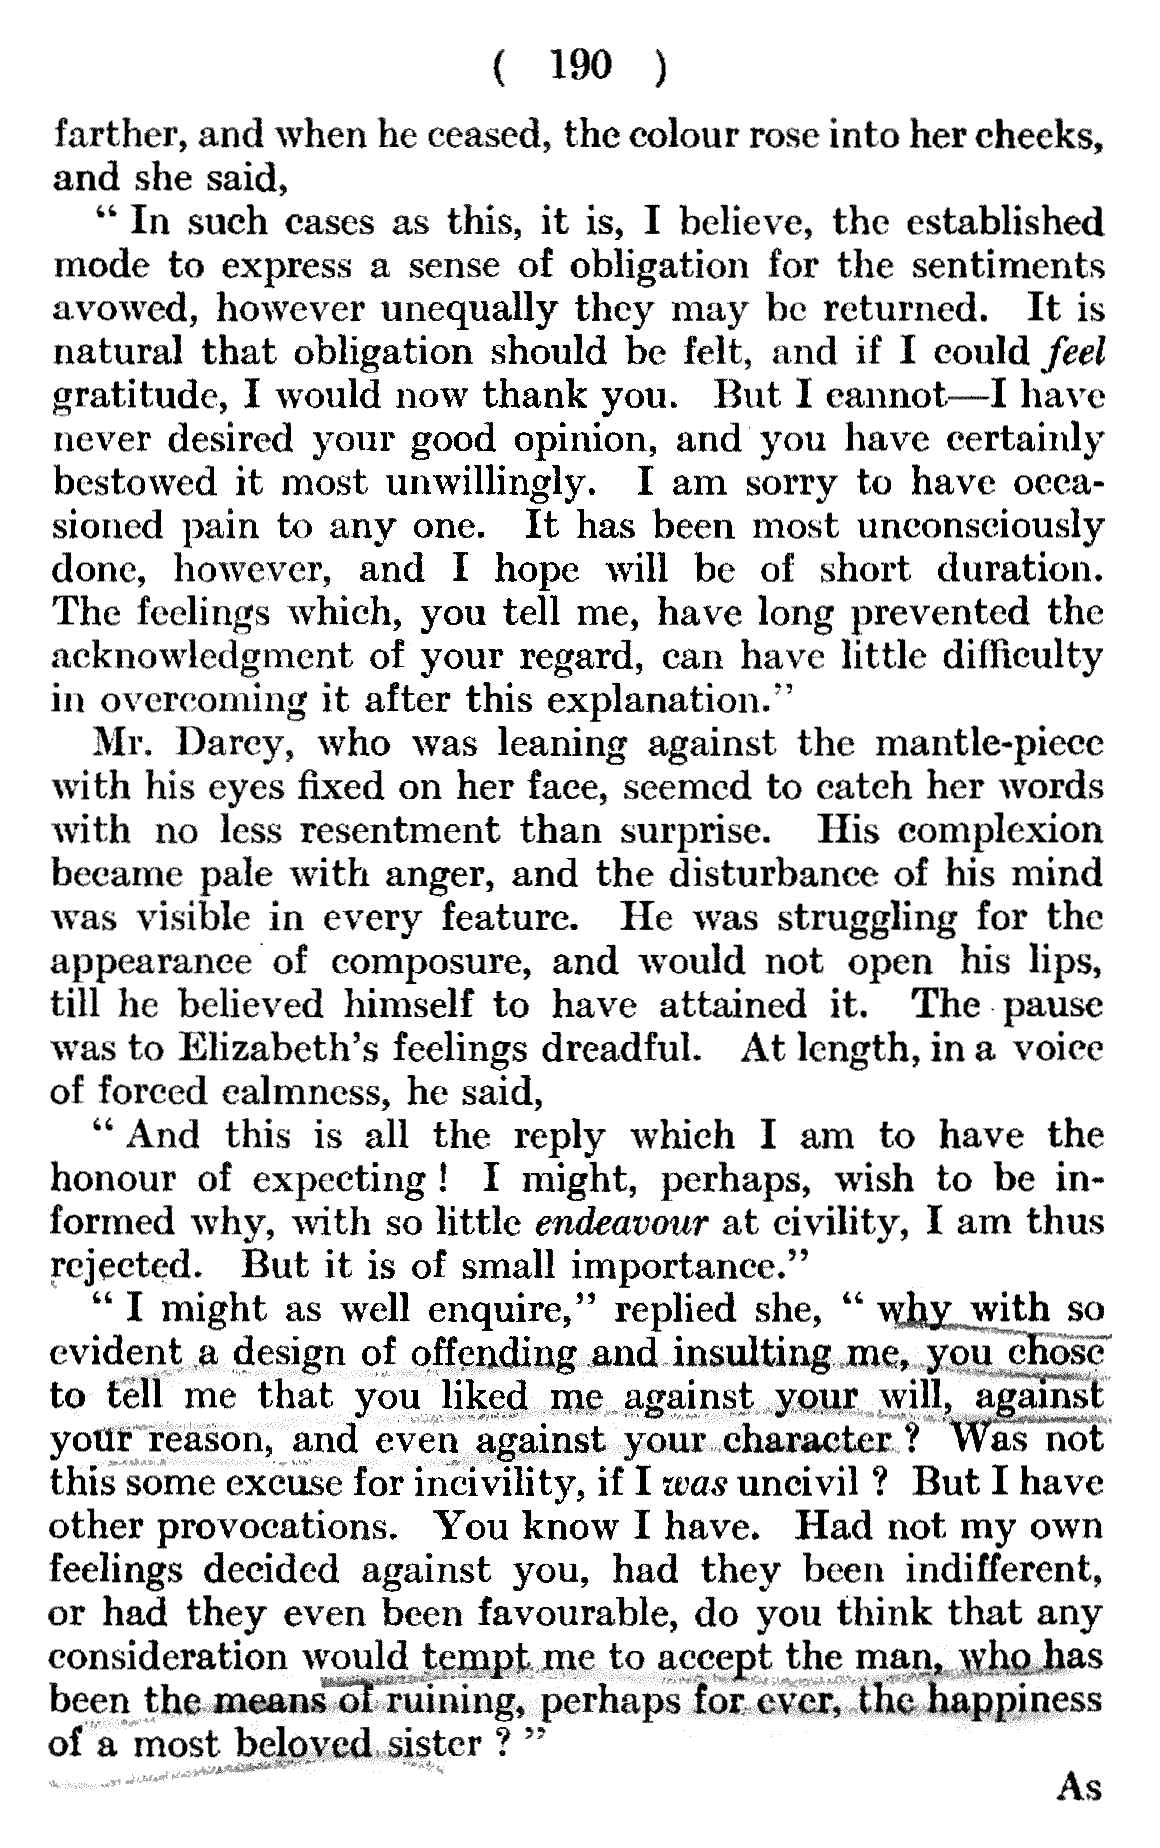 ( 190 )
farther, and when he ceased, the colour rose into her cheeks,
and she said,
“ In such cases as this, it is, I believe, the established
mode to express a sense of obligation for the sentiments
avowed, however unequally they may be returned. It is
natural that obligation should be felt, and if I could feel
gratitude, I would now thank you. But I cannot—I have
never desired your good opinion, and you have certainly
bestowed it most unwillingly. I am sorry to have occa-
sioned pain to any one. It has been most unconsciously
done, however, and I hope will be of short duration.
The feelings which, you tell me, have long prevented the
acknowledgment of your regard, can have little difficulty
in overcoming it after this explanation.”
Mr. Darcy, who was leaning against the mantle-piece
with his eyes fixed on her face, seemed to catch her words
with no less resentment than surprise. His complexion
became pale with anger, and the disturbance of his mind
was visible in every feature. He was struggling for the
appearance of composure, and would not open his lips,
till he believed himself to have attained it. The pause
was to Elizabeth’s feelings dreadful. At length, in a voice
of forced calmness, he said,
“ And this is all the reply which I am to have the
honour of expecting ! I might, perhaps, wish to be in-
formed why, with so little endeavour at civility, I am thus
rejected. But it is of small importance.”
“ I might as well enquire,” replied she, “ why with so
evident a design of offending and insulting me, you chose
to tell me that you liked me against your will, against
your reason, and even against your character ? Was not
this some excuse for incivility, if I was uncivil ? But I have
other provocations. You know I have. Had not my own
feelings decided against you, had they been indifferent,
or had they even been favourable, do you think that any
consideration would tempt me to accept the man, who has
been the means of ruining, perhaps for ever, the happiness
of a most beloved sister ? ”
As